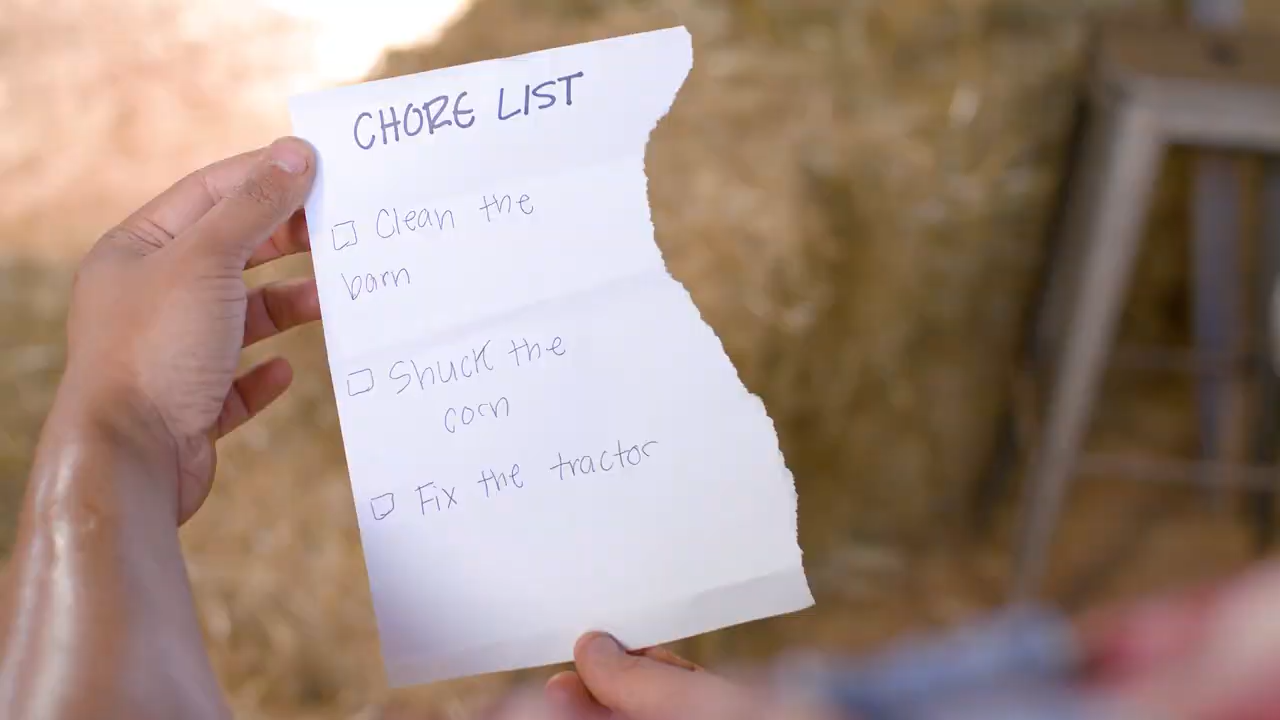 CHORE LIST
Clean the
barn
Shuck the
corn
Fix the tractor